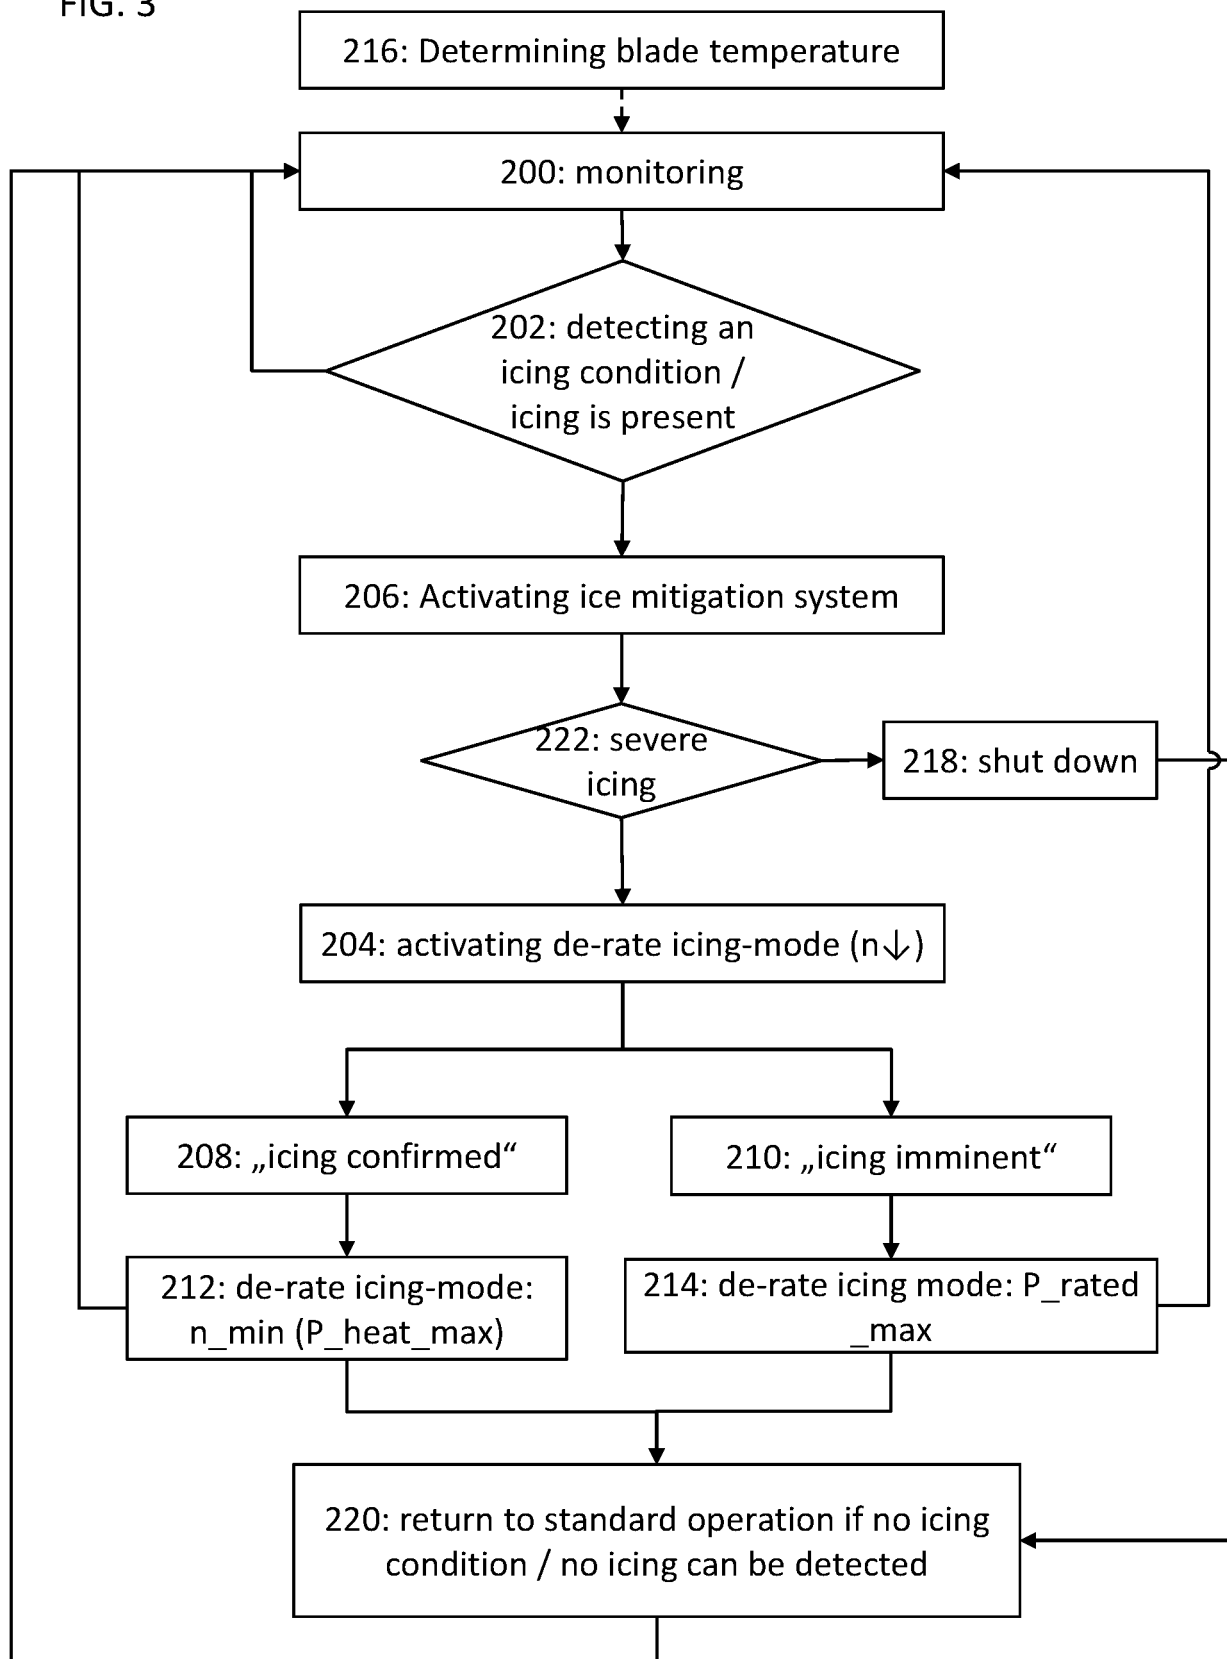 FIG. 3
216: Determining blade temperature
200: monitoring
202: detecting an
icing condition /
icing is present
206: Activating ice mitigation system
222: severe
icing
218: shut down
204: activating de-rate icing-mode (n↓)
208: „icing confirmed“
210: „icing imminent“
212: de-rate icing-mode:
n_min (P_heat_max)
214: de-rate icing mode: P_rated
_max
220: return to standard operation if no icing
condition / no icing can be detected